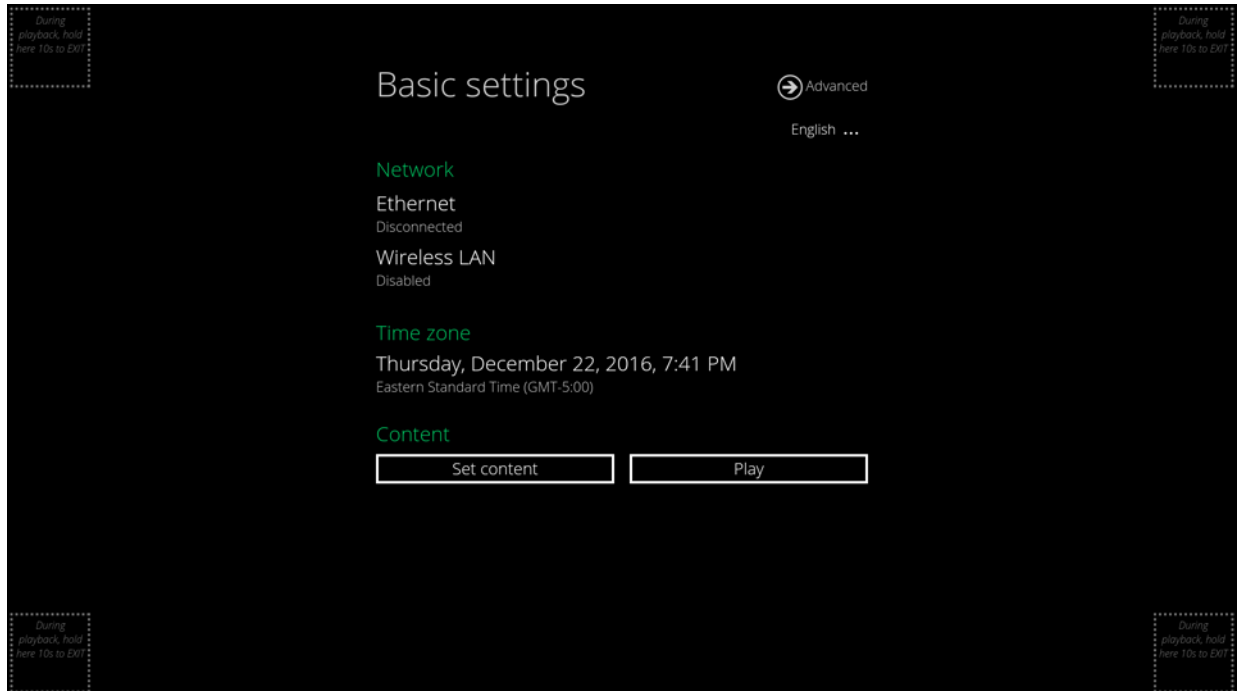 During
playback, hold
here 10s to EXIT
During
playback, hold
here 10s to EXIT
Basic settings
Advanced
English ...
Network
Ethernet
Disconnected
Wireless LAN
Disabled
Time zone
Thursday, December 22, 2016, 7:41 PM
Eastern Standard Time (GMT-5:00)
Content
Set content
Play
During
playback, hold
here 10s to EXIT
During
playback, hold
here 10s to EXIT